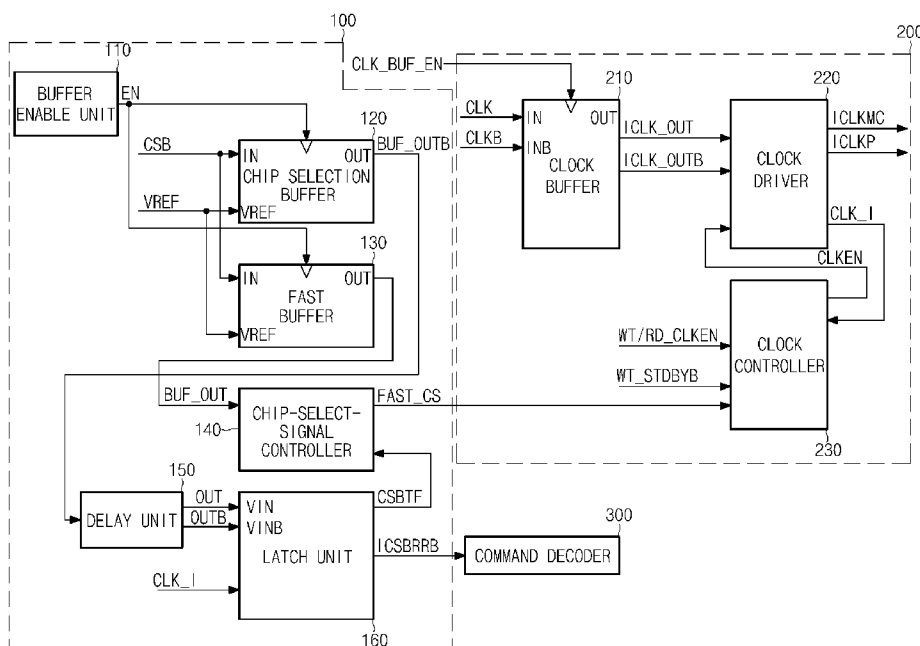 100
200
110
BUFFER
ENABLE UNIT
EN
CSB
VREF
120
IN
OUT
CHIP SELECTION
BUFFER
VREF
BUF_OUTB
130
IN
OUT
FAST
BUFFER
VREF
BUF_OUT
140
CHIP-SELECT-
SIGNAL
CONTROLLER
FAST_CS
150
DELAY UNIT
OUT
OUTB
VIN
VINB
LATCH UNIT
CLK_I
160
CSBTF
ICSBRRB
300
COMMAND DECODER
CLK_BUF_EN
CLK
CLKB
210
IN
OUT
INB
CLOCK
BUFFER
ICLK_OUT
ICLK_OUTB
220
CLOCK
DRIVER
ICLKMC
ICLKP
CLK_I
CLKEN
WT/RD_CLKEN
WT_STDBYB
CLOCK
CONTROLLER
230